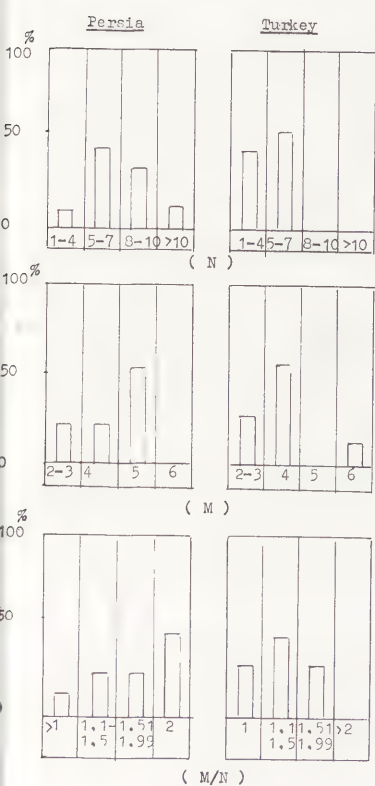 Persia Turkey
%
100
50
0
1-4 5-7 8-10 >10 1-4 5-7 8-10 >10
( N )
100%
50
0
2-3 4 5 6 2-3 4 5 6
( M )
%
100
50
0
>1 1.1- 1.51 2 1 1.1 1.51 >2
1.5 1.99 1.5 1.99
( M/N )